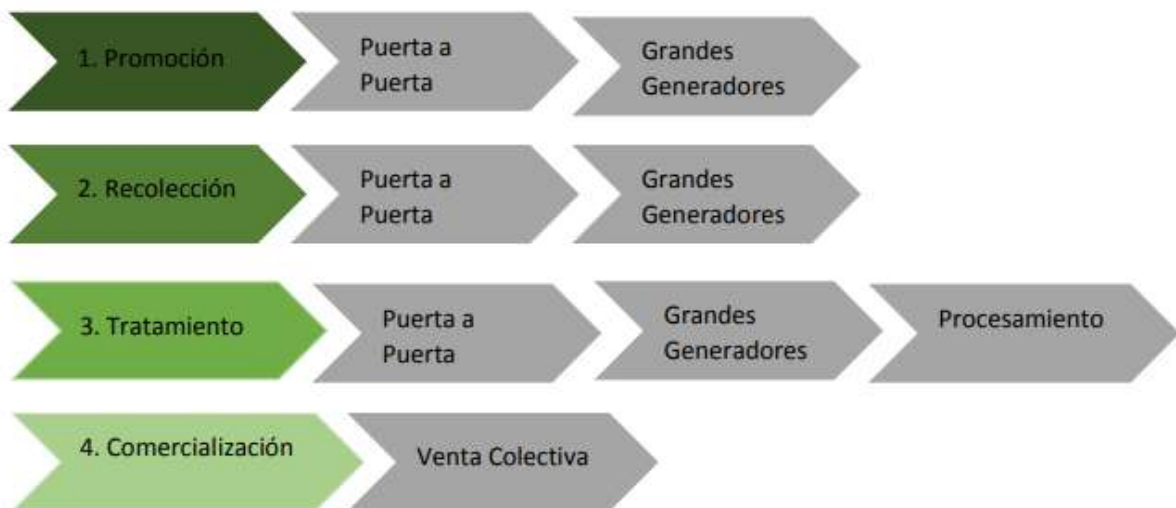 1. Promoción
Puerta a
Puerta
Grandes
Generadores
2. Recolección
Puerta a
Puerta
Grandes
Generadores
3. Tratamiento
Puerta a
Puerta
Grandes
Generadores
Procesamiento
4. Comercialización
Venta Colectiva